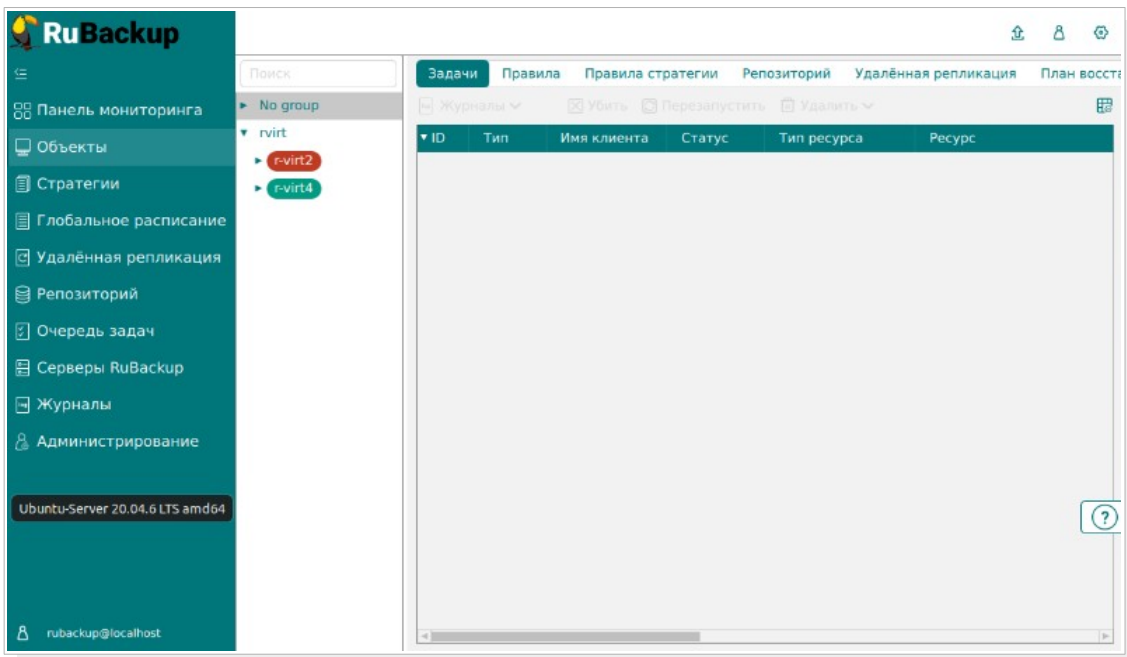 RuBackup
Панель мониторинга
Объекты
Стратегии
Глобальное расписание
Удалённая репликация
Репозиторий
Очередь задач
Серверы RuBackup
Журналы
Администрирование
Ubuntu-Server 20.04.6 LTS amd64
rubackup@localhost
Поиск
No group
rvirt
r-virt2
r-virt4
Задачи Правила Правила стратегии Репозиторий Удалённая репликация План восста
Журналы Убить Перезапустить Удалить
ID Тип Имя клиента Статус Тип ресурса Ресурс
?